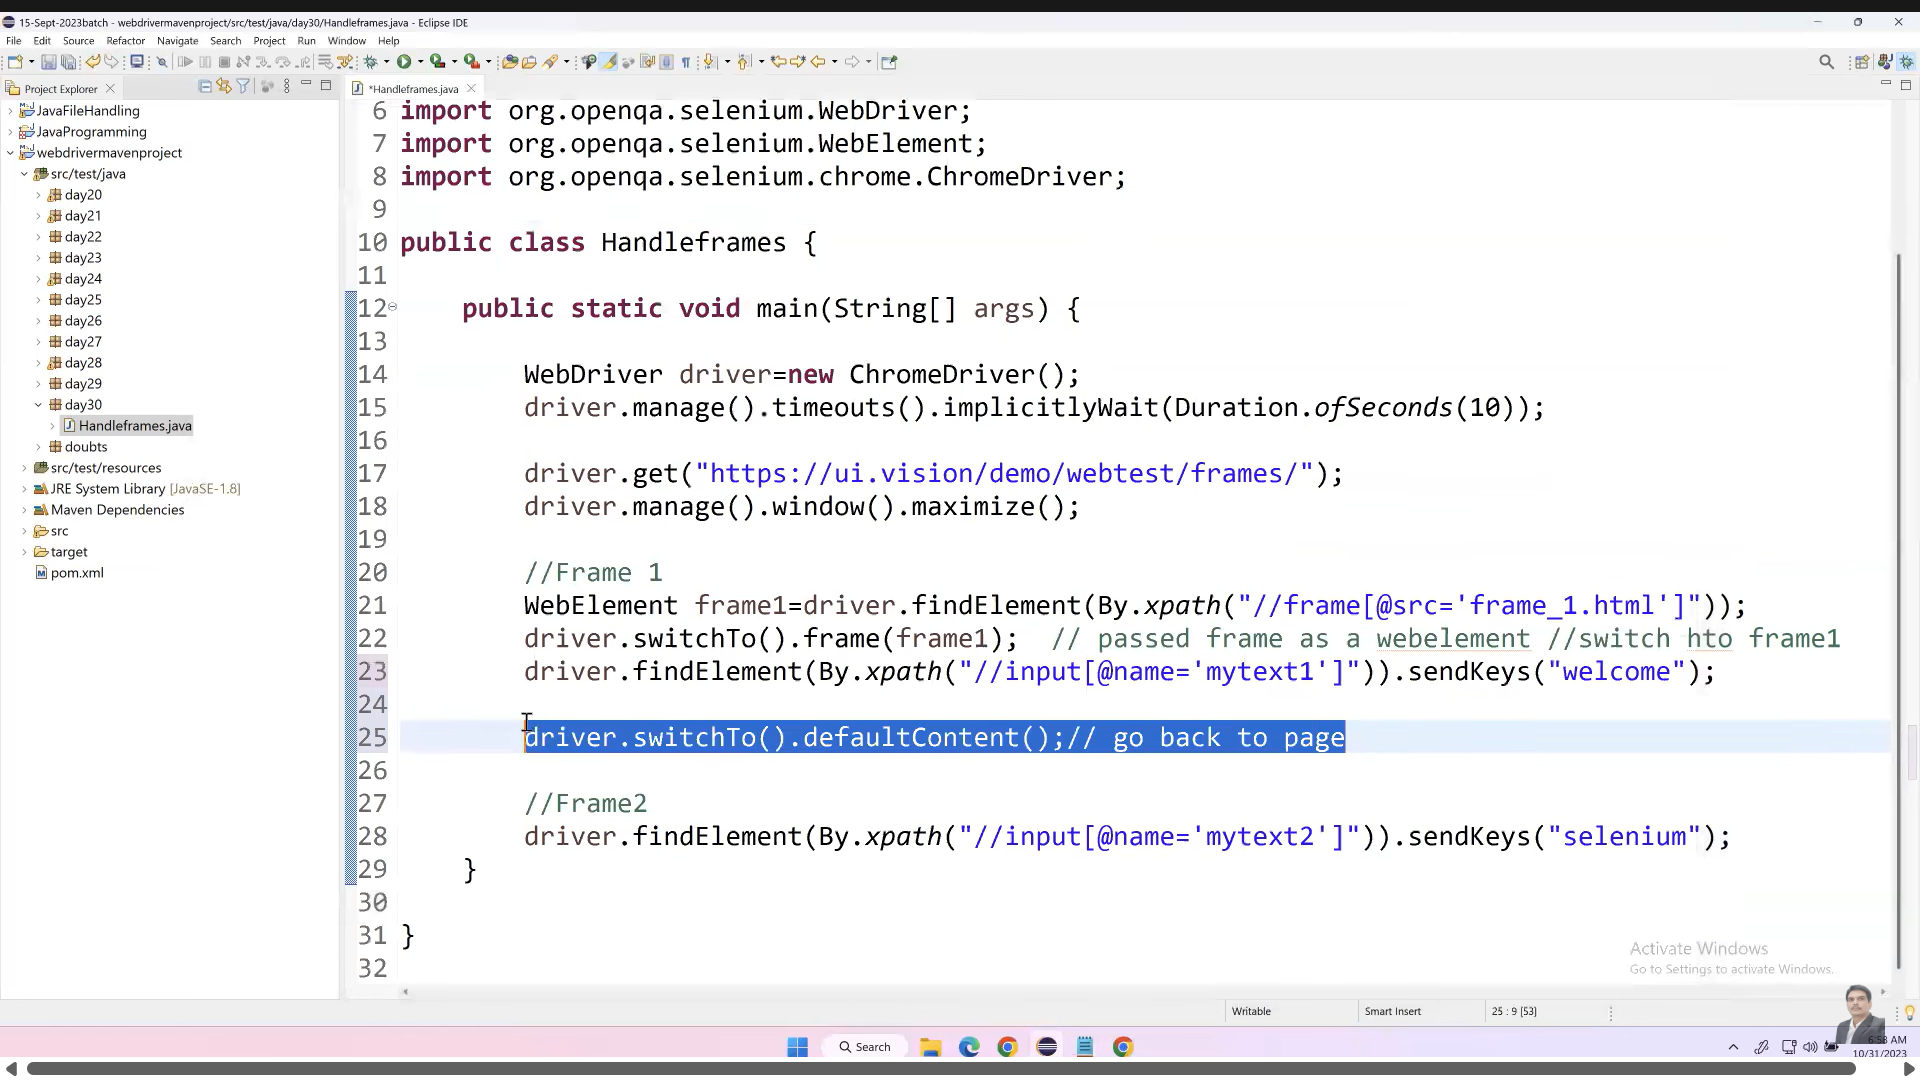 15-Sept-2023batch - webdrivermavenproject/src/test/java/day30/Handleframes.java - Eclipse IDE
File Edit Source Refactor Navigate Search Project Run Window Help
Project Explorer
*Handleframes.java
JavaFileHandling
JavaProgramming
webdrivermavenproject
src/test/java
day20
day21
day22
day23
day24
day25
day26
day27
day28
day29
day30
Handleframes.java
doubts
src/test/resources
JRE System Library [JavaSE-1.8]
Maven Dependencies
src
target
pom.xml
6 import org.openqa.selenium.WebDriver;
7 import org.openqa.selenium.WebElement;
8 import org.openqa.selenium.chrome.ChromeDriver;
9
10 public class Handleframes {
11
12 public static void main(String[] args) {
13
14 WebDriver driver=new ChromeDriver();
15 driver.manage().timeouts().implicitlyWait(Duration.ofSeconds(10));
16
17 driver.get("https://ui.vision/demo/webtest/frames/");
18 driver.manage().window().maximize();
19
20 //Frame 1
21 WebElement frame1=driver.findElement(By.xpath("//frame[@src='frame_1.html']"));
22 driver.switchTo().frame(frame1); // passed frame as a webelement //switch hto frame1
23 driver.findElement(By.xpath("//input[@name='mytext1']")).sendKeys("welcome");
24
25 driver.switchTo().defaultContent();// go back to page
26
27 //Frame2
28 driver.findElement(By.xpath("//input[@name='mytext2']")).sendKeys("selenium");
29 }
30
31 }
32
Activate Windows
Go to Settings to activate Windows.
Writable Smart Insert 25 : 9 [53]
Search
6:58 AM
10/31/2023